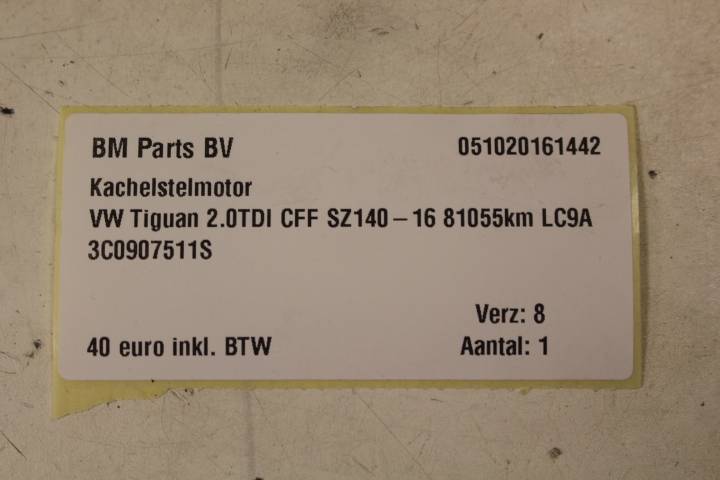 BM Parts BV 051020161442
Kachelstelmotor
VW Tiguan 2.0TDI CFF SZ140-16 81055km LC9A
3C0907511S
Verz: 8
40 euro inkl. BTW Aantal: 1